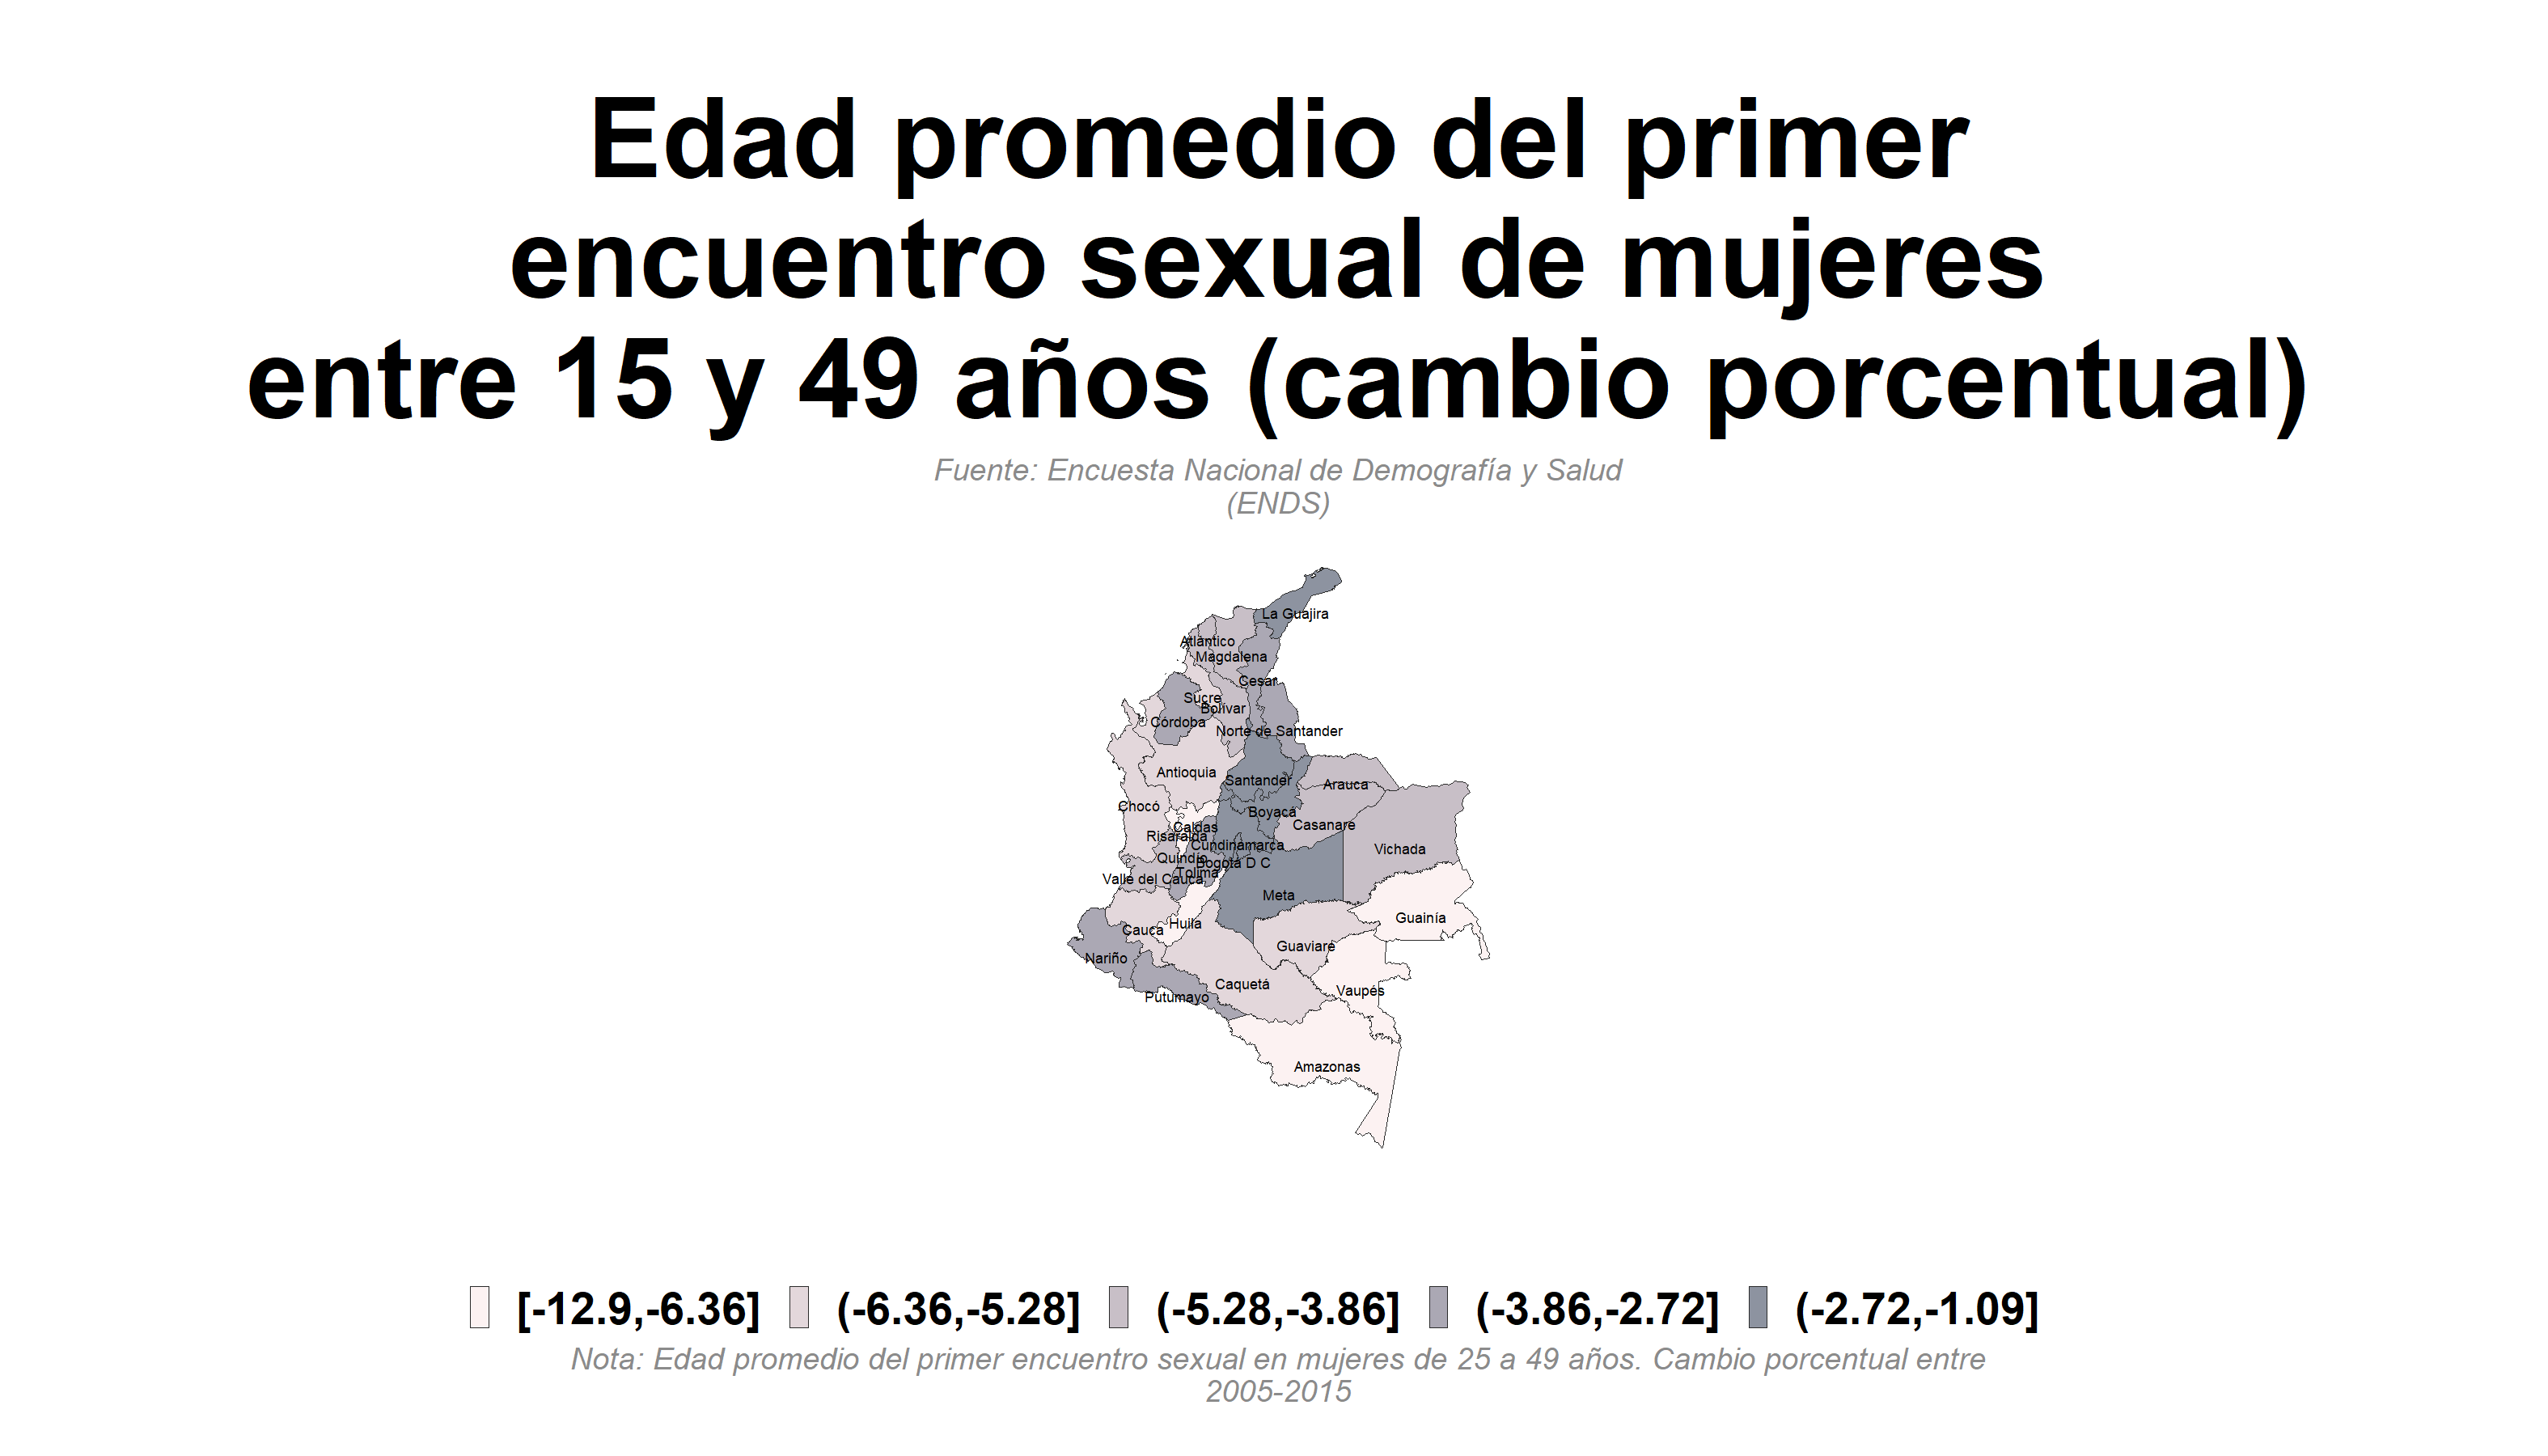 Edad promedio del primer
encuentro sexual de mujeres
entre 15 y 49 años (cambio porcentual)
Fuente: Encuesta Nacional de Demografía y Salud
(ENDS)
La Guajira
Atlántico
Magdalena
Cesar
Sucre
Bolívar
Córdoba
Norte de Santander
Antioquia
Santander
Arauca
Chocó
Boyacá
Casanare
Caldas
Risaralda
Cundinamarca
Vichada
Quindío
Bogotá D C
Tolima
Valle del Cauca
Meta
Guainía
Huila
Cauca
Guaviare
Nariño
Caquetá
Vaupés
Putumayo
Amazonas
[-12.9,-6.36] (-6.36,-5.28] (-5.28,-3.86] (-3.86,-2.72] (-2.72,-1.09]
Nota: Edad promedio del primer encuentro sexual en mujeres de 25 a 49 años. Cambio porcentual entre
2005-2015